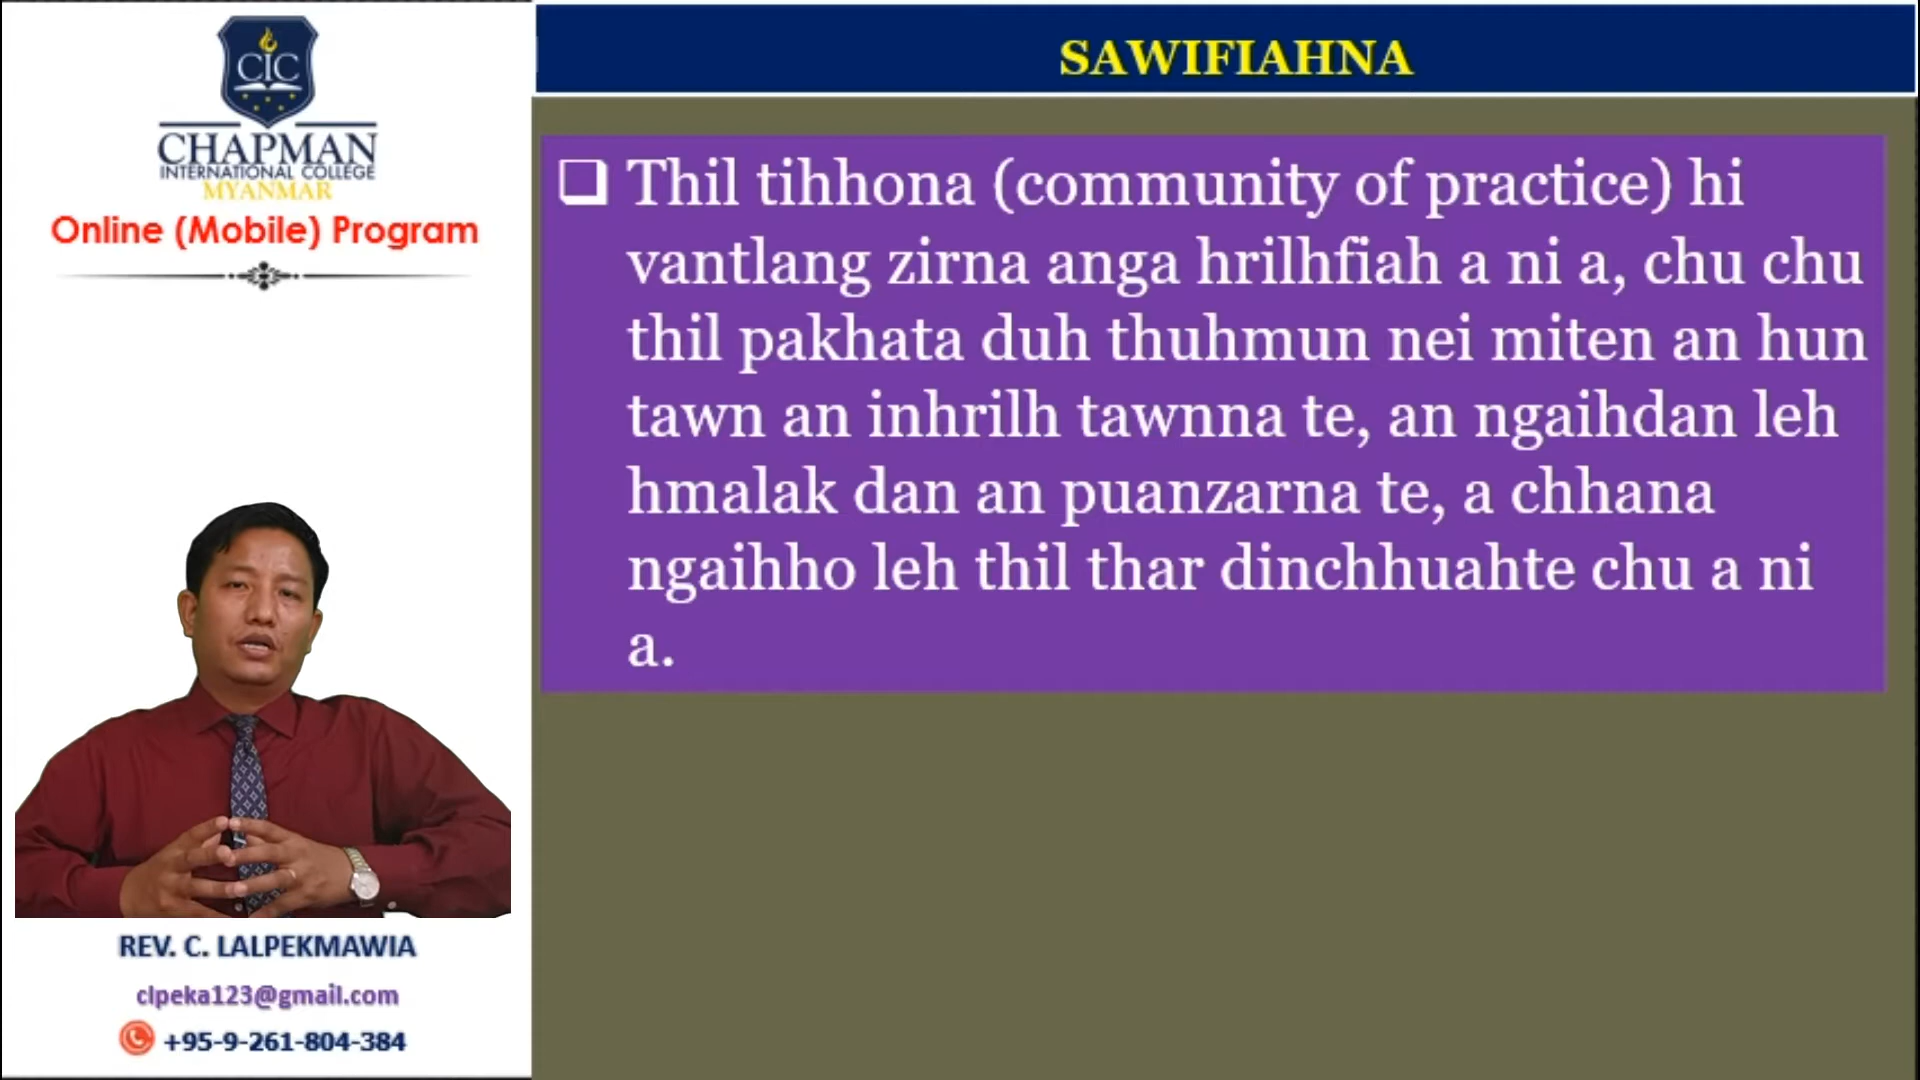 CIC
CHAPMAN
INTERNATIONAL COLLEGE
MYANMAR
Online (Mobile) Program
REV. C. LALPEKMAWIA
clpeka123@gmail.com
+95-9-261-804-384
SAWIFIAHNA
Thil tihhona (community of practice) hi
vantlang zirna anga hrilhfiah a ni a, chu chu
thil pakhata duh thuhmun nei miten an hun
tawn an inhrilh tawnna te, an ngaihdan leh
hmalak dan an puanzarna te, a chhana
ngaihho leh thil thar dinchhuahte chu a ni
a.